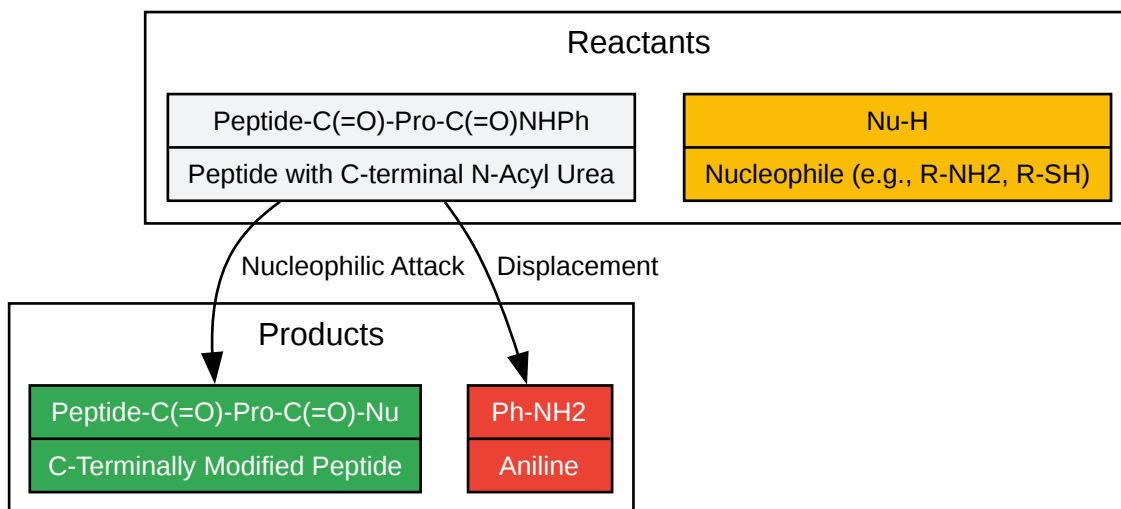 Reactants
Peptide-C(=O)-Pro-C(=O)NHPh
Peptide with C-terminal N-Acyl Urea
Nu-H
Nucleophile (e.g., R-NH2, R-SH)
Nucleophilic Attack
Displacement
Products
Peptide-C(=O)-Pro-C(=O)-Nu
C-Terminally Modified Peptide
Ph-NH2
Aniline